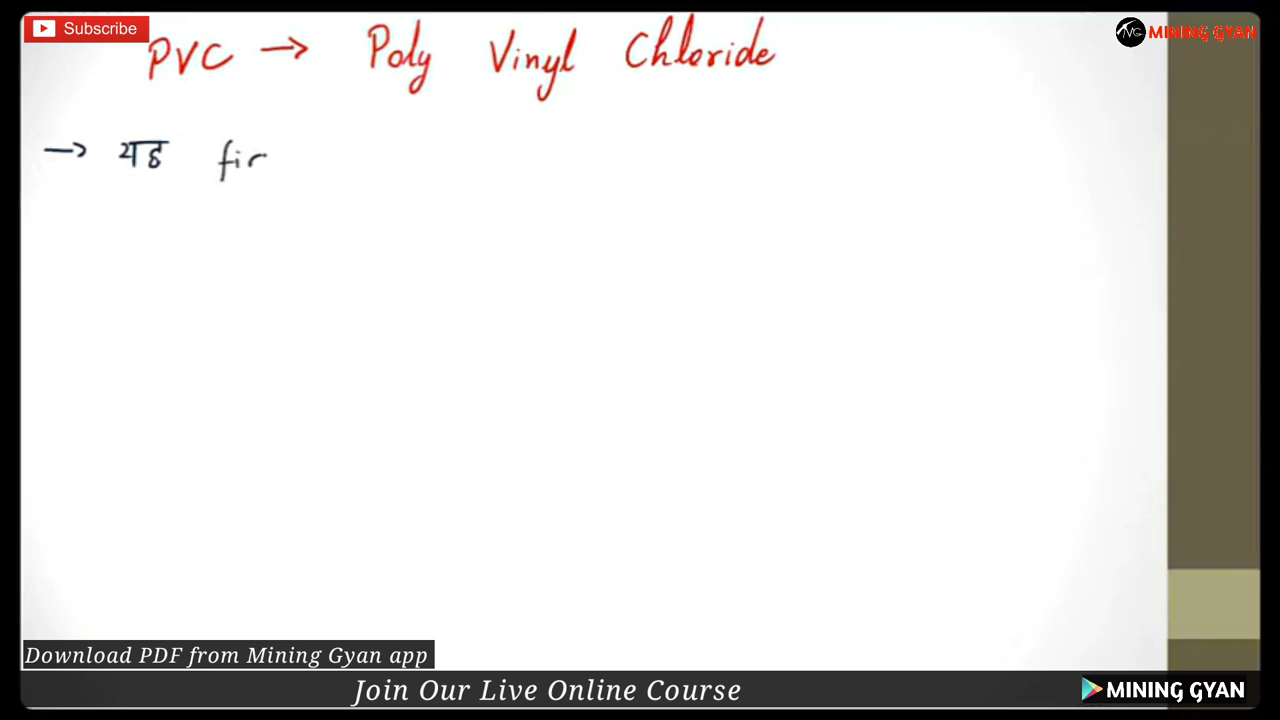 Subscribe
MINING GYAN
PVC → Poly Vinyl Chloride
→ यह fir
Download PDF from Mining Gyan app
Join Our Live Online Course
MINING GYAN